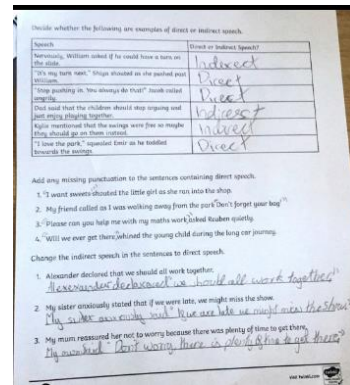 Decide whether the following are examples of direct or indirect speech.
Speech
Direct or Indirect Speech?
Nervously, William asked if he could have a turn on
the slide.
Indirect
"It's my turn next," Shiya shouted as she pushed past
William.
Direct
"Stop pushing in. You always do that!" Jacob called
angrily.
Direct
Dad said that the children should stop arguing and
just enjoy playing together.
Indirect
Kylie mentioned that the swings were free so maybe
they should go on them instead.
Indirect
"I love the park," squealed Emir as he toddled
towards the swings.
Direct
Add any missing punctuation to the sentences containing direct speech.
1. "I want sweets shouted the little girl as she ran into the shop.
2. My friend called as I was walking away from the park "Don't forget your bag"
3. "Please can you help me with my maths work, asked Reuben quietly.
4. "Will we ever get there, whined the young child during the long car journey.
Change the indirect speech in the sentences to direct speech.
1. Alexander declared that we should all work together.
we should all work together"
2. My sister anxiously stated that if we were late, we might miss the show.
My sister anxiously said "If we are late we might miss the show"
3. My mum reassured her not to worry because there was plenty of time to get there.
My mum said "Don't worry there is plenty of time to get there"
visit twinkl.com